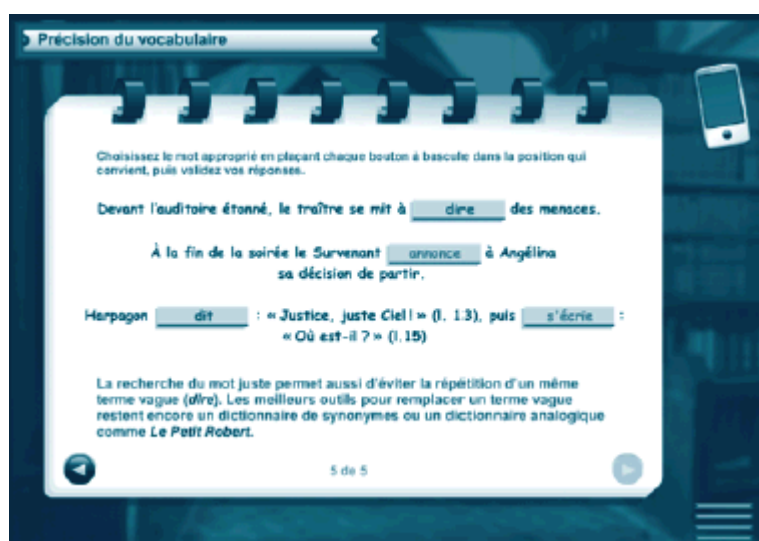 Précision du vocabulaire
Choisissez le mot approprié en plaçant chaque bouton à bascule dans la position qui
convient, puis validez vos réponses.
Devant l'auditoire étonné, le traître se mit à dire des menaces.
À la fin de la soirée le Survenant annonce à Angélina
sa décision de partir.
Harpagon dit : « Justice, juste Ciel! » (l. 1.3), puis s'écrie :
« Où est-il ? » (l.15)
La recherche du mot juste permet aussi d'éviter la répétition d'un même
terme vague (dire). Les meilleurs outils pour remplacer un terme vague
restent encore un dictionnaire de synonymes ou un dictionnaire analogique
comme Le Petit Robert.
5 de 5